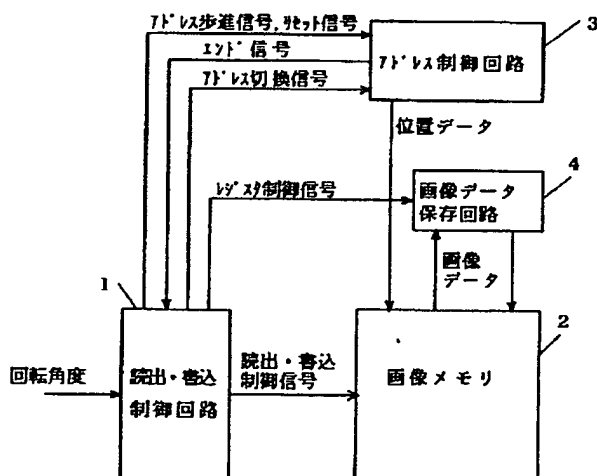 ｱﾄﾞﾚｽ歩進信号,ﾘｾｯﾄ信号
ｴﾝﾄﾞ信号
ｱﾄﾞﾚｽ切換信号
3
ｱﾄﾞﾚｽ制御回路
位置データ
ﾚｼﾞｽﾀ制御信号
4
画像データ
保存回路
画像
データ
1
2
回転角度
読出・書込
制御回路
読出・書込
制御信号
画像メモリ